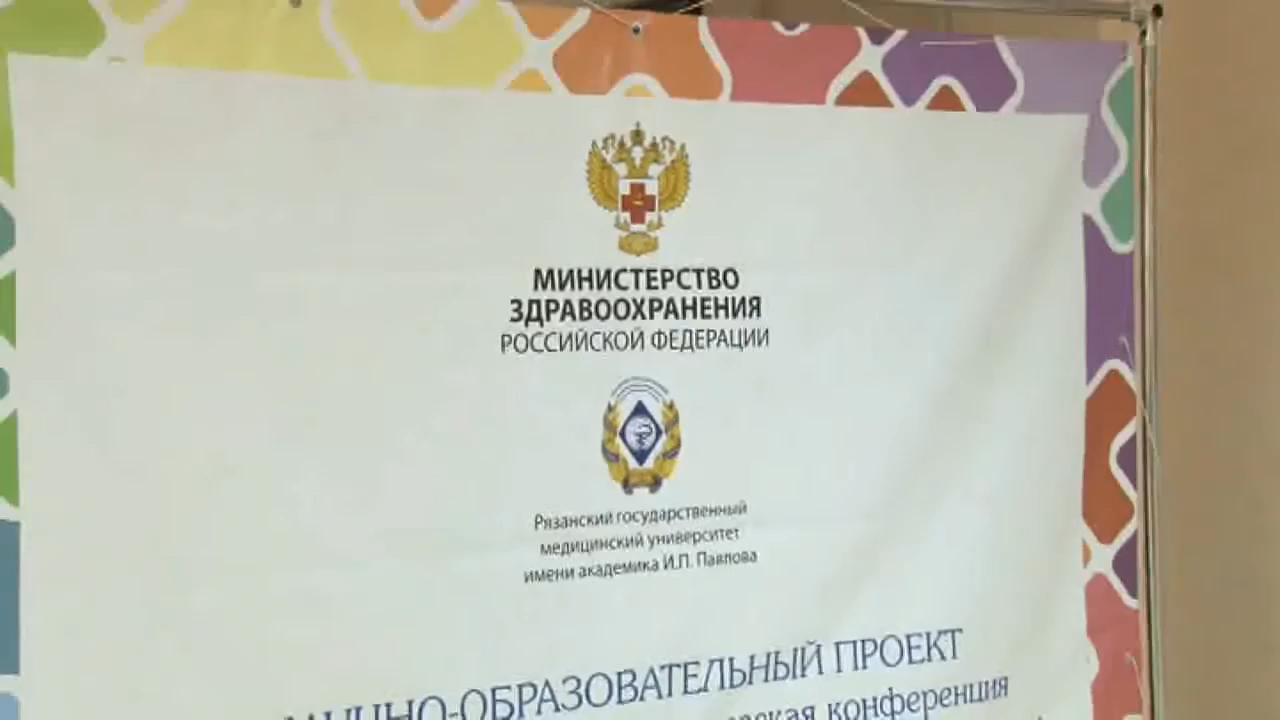 МИНИСТЕРСТВО
ЗДРАВООХРАНЕНИЯ
РОССИЙСКОЙ ФЕДЕРАЦИИ
Рязанский государственный
медицинский университет
имени академика И.П. Павлова
-ОБРАЗОВАТЕЛЬНЫЙ ПРОЕКТ
конференция